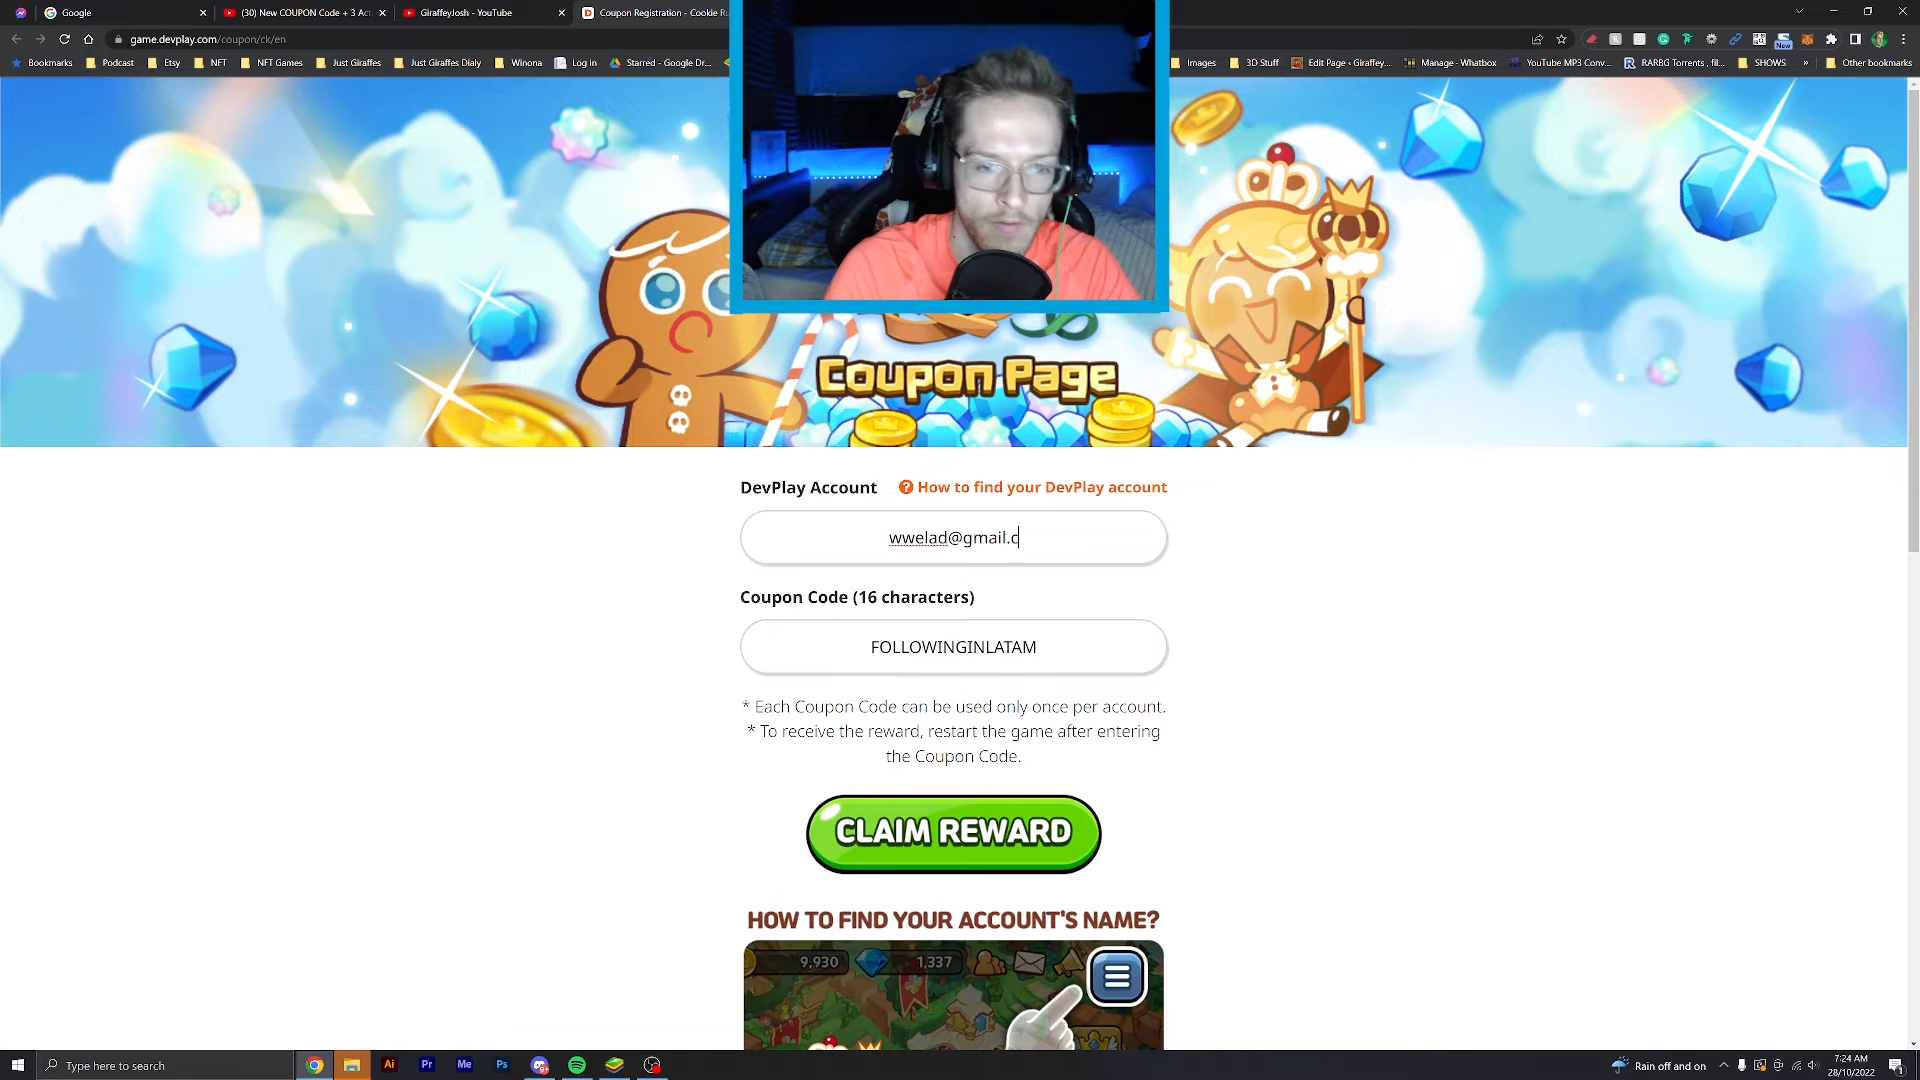 Google
(30) New COUPON Code + 3 Act
GiraffeyJosh - YouTube
Coupon Registration - Cookie Ru
game.devplay.com/coupon/ck/en
Bookmarks Podcast Etsy NFT NFT Games Just Giraffes Just Giraffes Dialy Winona Log in Starred - Google Dr... Images 3D Stuff Edit Page ‹ Giraffey... Manage - Whatbox YouTube MP3 Conv... RARBG Torrents , fil... SHOWS » Other bookmarks
New
Coupon Page
DevPlay Account
How to find your DevPlay account
wwelad@gmail.c
Coupon Code (16 characters)
FOLLOWINGINLATAM
* Each Coupon Code can be used only once per account.
* To receive the reward, restart the game after entering
the Coupon Code.
CLAIM REWARD
HOW TO FIND YOUR ACCOUNT'S NAME?
9,930 1,337
Type here to search
Ai Pr Me Ps
Rain off and on
7:24 AM
28/10/2022